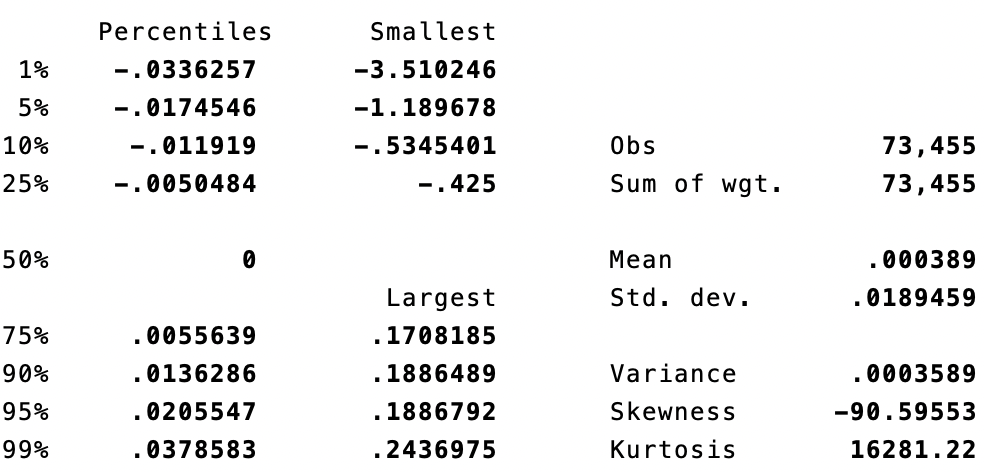 Percentiles Smallest
1% -.0336257 -3.510246
5% -.0174546 -1.189678
10% -.011919 -.5345401 Obs 73,455
25% -.0050484 -.425 Sum of wgt. 73,455
50% 0 Mean .000389
Largest Std. dev. .0189459
75% .0055639 .1708185
90% .0136286 .1886489 Variance .0003589
95% .0205547 .1886792 Skewness -90.59553
99% .0378583 .2436975 Kurtosis 16281.22